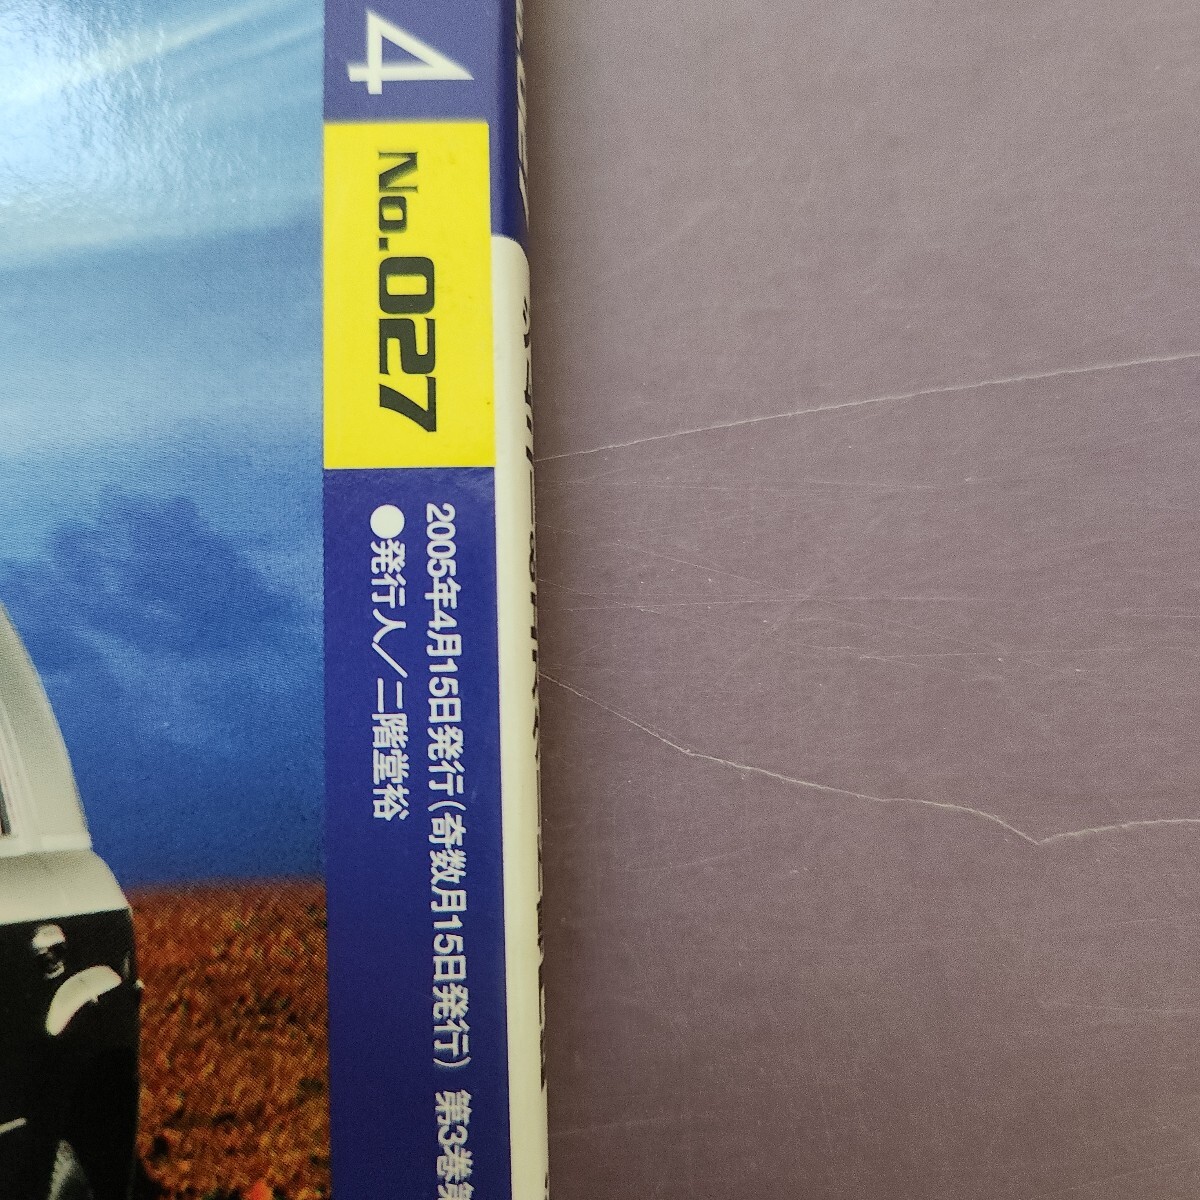 4
No.027
2005年4月15日発行(奇数月15日発行) 第3巻第
●発行人/二階堂裕